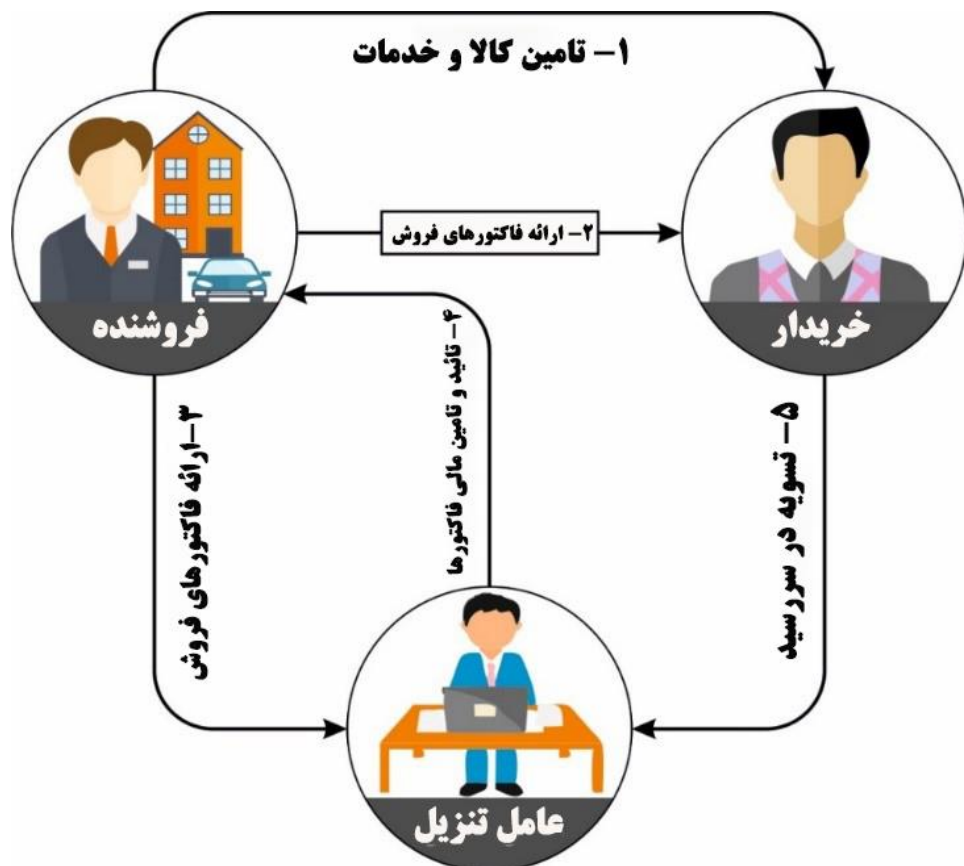 ۱- تامین کالا و خدمات
۲- ارائه فاکتورهای فروش
فروشنده
خریدار
۳-ارائه فاکتورهای فروش
۴- تائید و تامین مالی فاکتورها
۵- تسویه در سررسید
عامل تنزیل